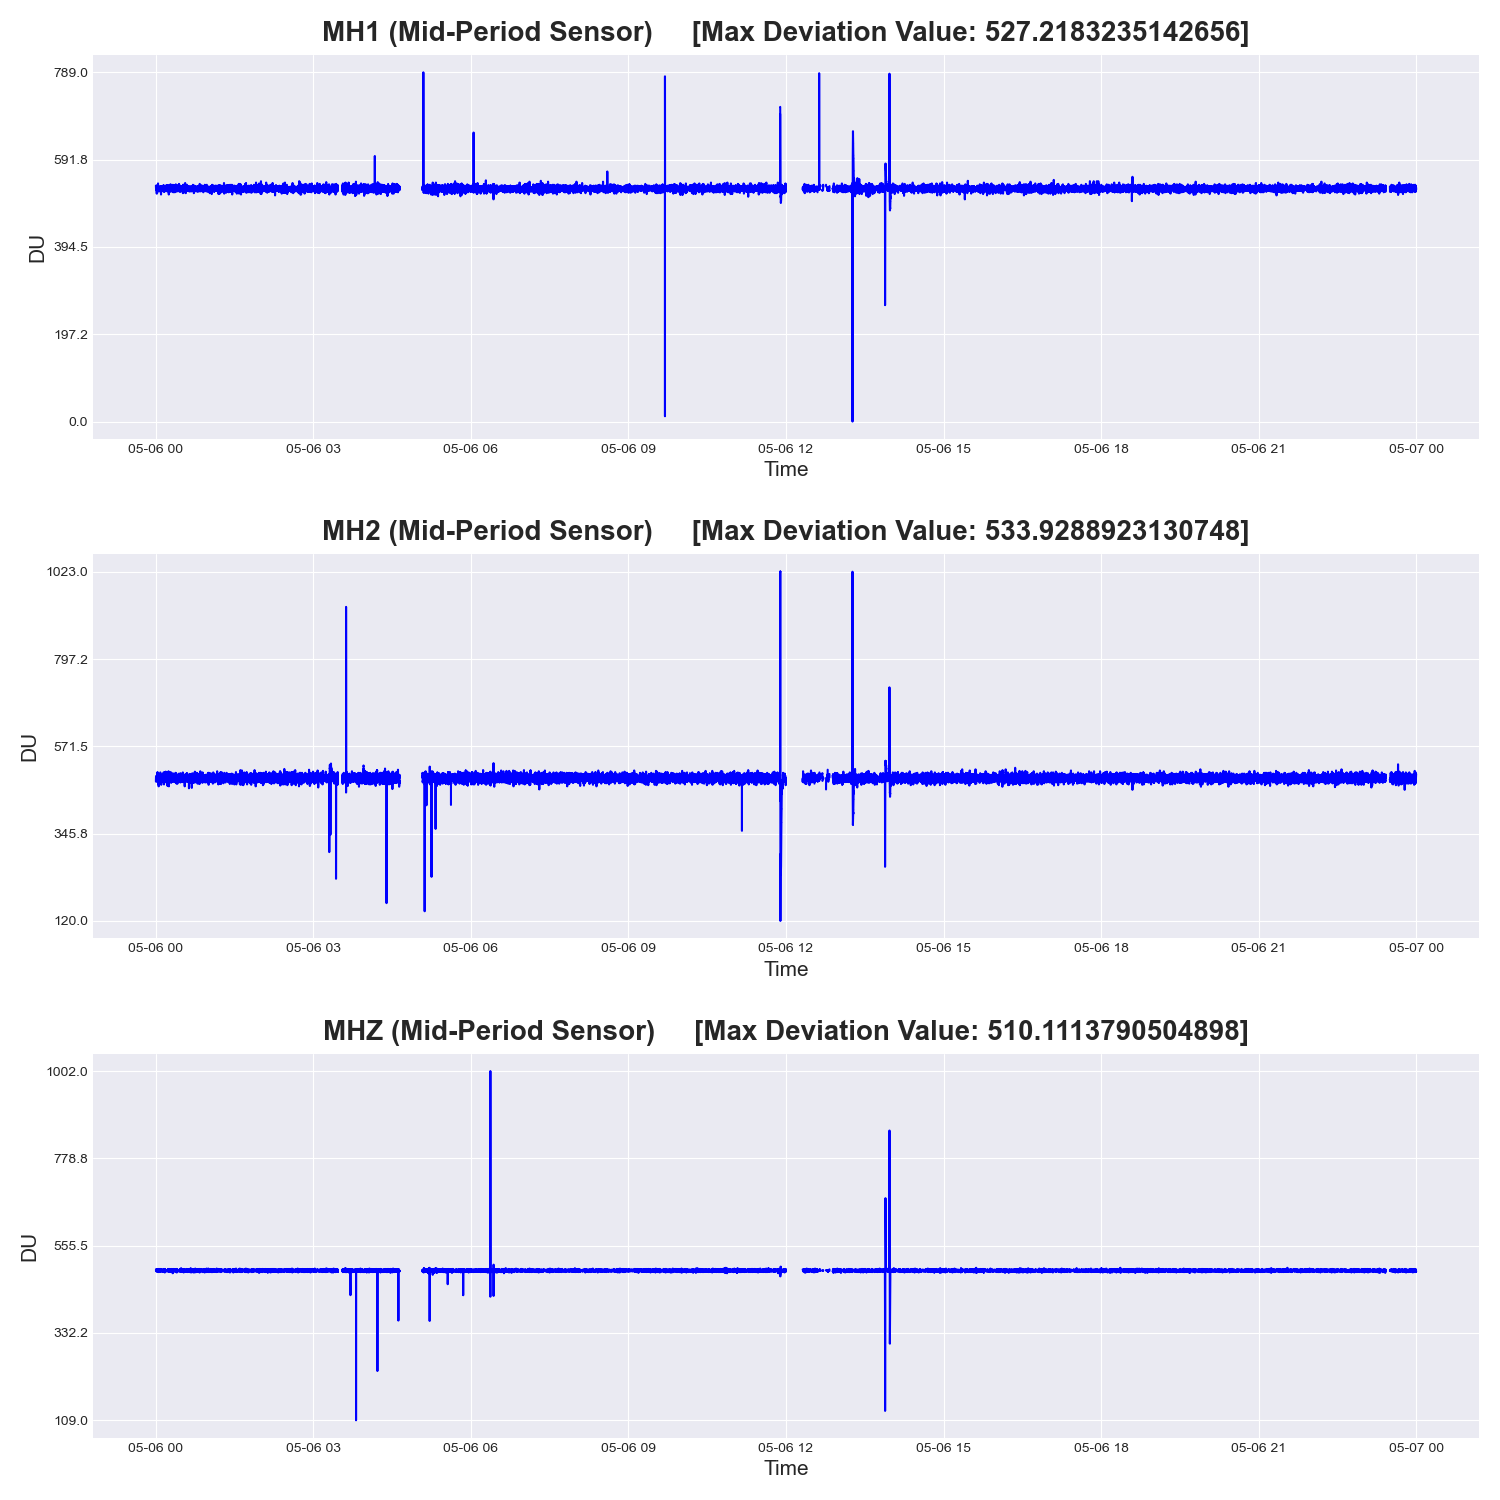 MH1 (Mid-Period Sensor) [Max Deviation Value: 527.2183235142656]
789.0
591.8
394.5
197.2
0.0
DU
05-06 00 05-06 03 05-06 06 05-06 09 05-06 12 05-06 15 05-06 18 05-06 21 05-07 00
Time
MH2 (Mid-Period Sensor) [Max Deviation Value: 533.9288923130748]
1023.0
797.2
571.5
345.8
120.0
DU
05-06 00 05-06 03 05-06 06 05-06 09 05-06 12 05-06 15 05-06 18 05-06 21 05-07 00
Time
MHZ (Mid-Period Sensor) [Max Deviation Value: 510.1113790504898]
1002.0
778.8
555.5
332.2
109.0
DU
05-06 00 05-06 03 05-06 06 05-06 09 05-06 12 05-06 15 05-06 18 05-06 21 05-07 00
Time